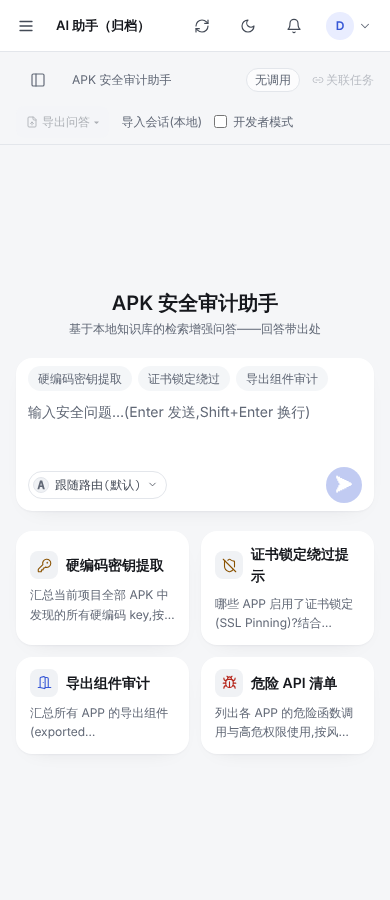 AI 助手（归档）
D
APK 安全审计助手
无调用
关联任务
导出问答
导入会话(本地)
开发者模式
APK 安全审计助手
基于本地知识库的检索增强问答——回答带出处
硬编码密钥提取
证书锁定绕过
导出组件审计
输入安全问题...(Enter 发送,Shift+Enter 换行)
A
跟随路由(默认)
硬编码密钥提取
汇总当前项目全部 APK 中
发现的所有硬编码 key,按...
证书锁定绕过提
示
哪些 APP 启用了证书锁定
(SSL Pinning)?结合...
导出组件审计
汇总所有 APP 的导出组件
(exported...
危险 API 清单
列出各 APP 的危险函数调
用与高危权限使用,按风...